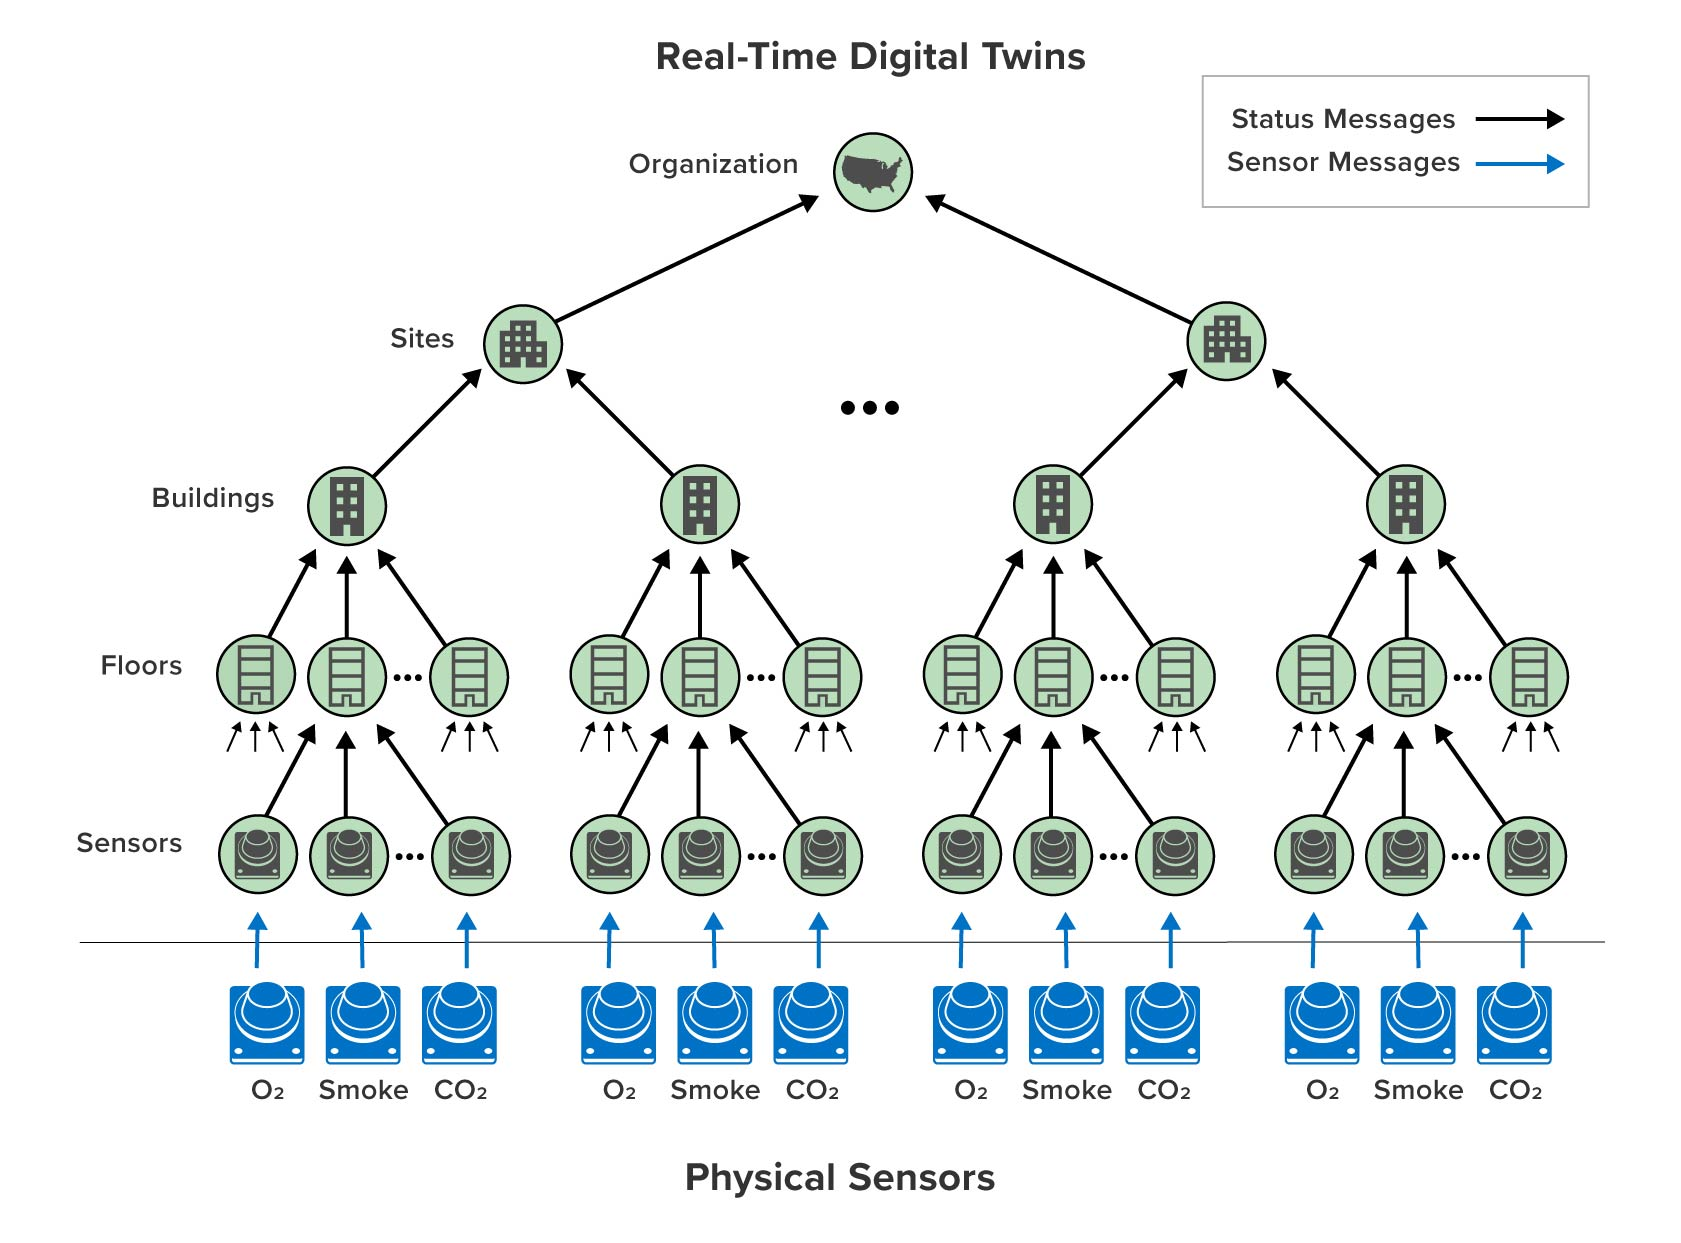 Real-Time Digital Twins
Status Messages
Sensor Messages
Organization
Sites
Buildings
Floors
Sensors
O₂ Smoke CO₂ O₂ Smoke CO₂ O₂ Smoke CO₂ O₂ Smoke CO₂
Physical Sensors